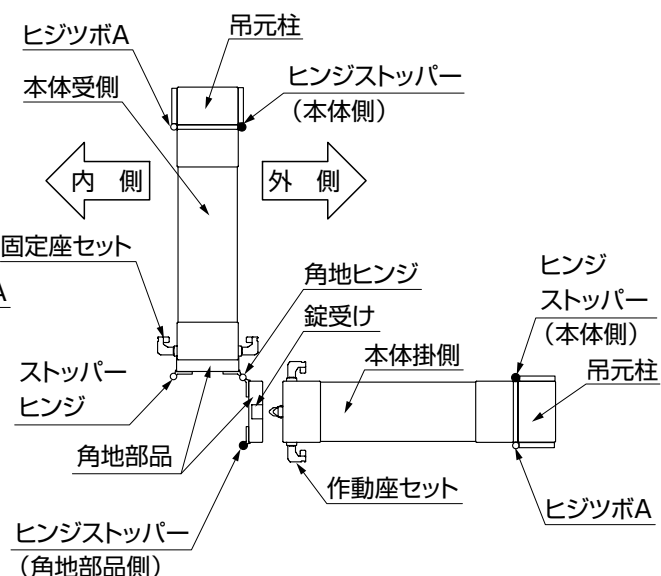 ヒジツボA
吊元柱
本体受側
ヒンジストッパー
（本体側）
内 側
外 側
固定座セット
A
角地ヒンジ
錠受け
本体掛側
ヒンジ
ストッパー
（本体側）
吊元柱
ストッパー
ヒンジ
角地部品
作動座セット
ヒジツボA
ヒンジストッパー
（角地部品側）